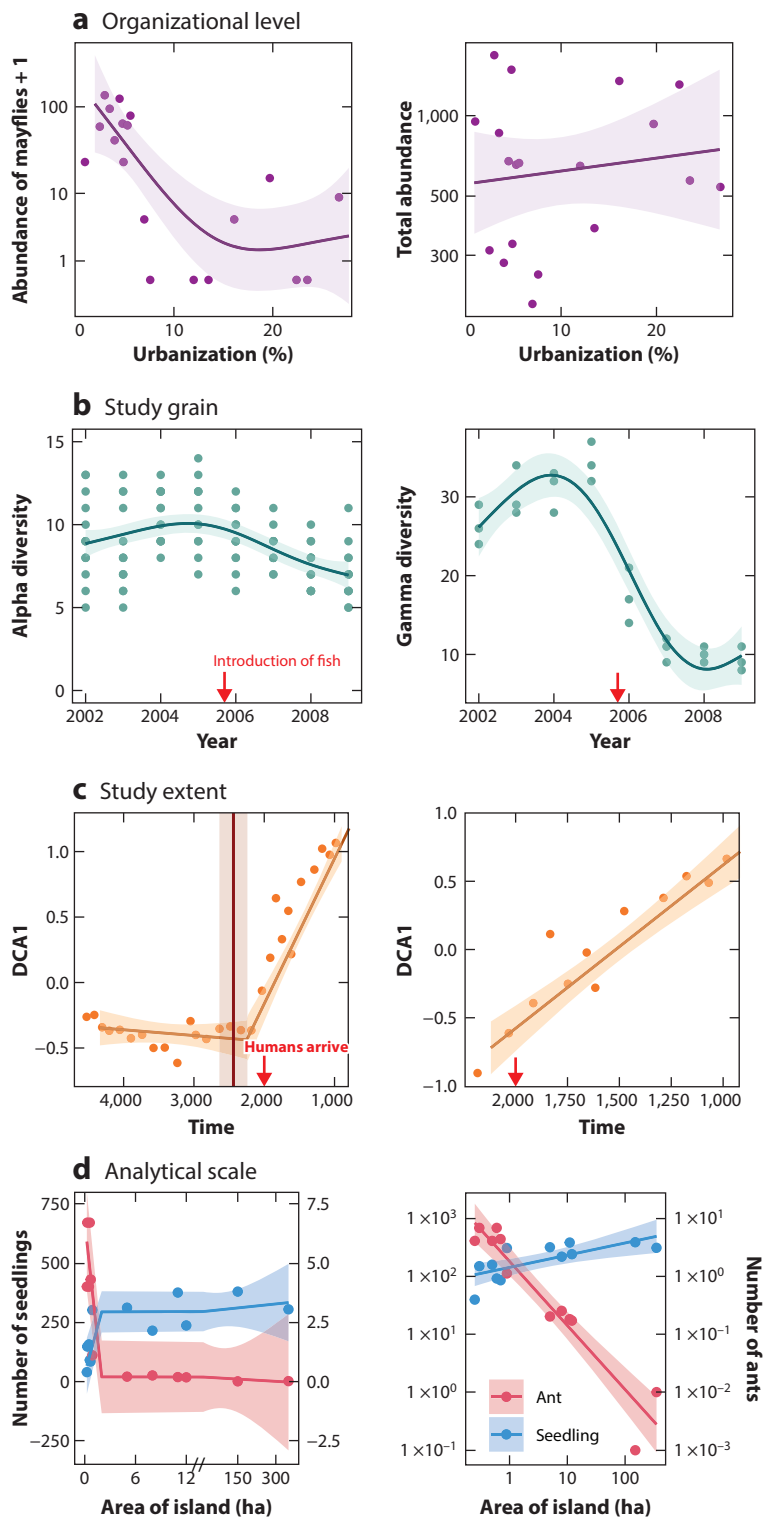 a Organizational level
Abundance of mayflies + 1
100
10
1
0
10
20
Urbanization (%)
Total abundance
1,000
500
300
0
10
20
Urbanization (%)
b Study grain
Alpha diversity
15
10
5
0
Introduction of fish
2002
2004
2006
2008
Year
Gamma diversity
30
20
10
2002
2004
2006
2008
Year
c Study extent
DCA1
1.0
0.5
0.0
−0.5
Humans arrive
4,000
3,000
2,000
1,000
Time
DCA1
1.0
0.5
0.0
−0.5
−1.0
2,000
1,750
1,500
1,250
1,000
Time
d Analytical scale
Number of seedlings
750
500
250
0
−250
7.5
5.0
2.5
0.0
−2.5
0
6
12
150
300
Area of island (ha)
1 × 10³
1 × 10²
1 × 10¹
1 × 10⁰
1 × 10⁻¹
Ant
Seedling
1 × 10¹
1 × 10⁰
1 × 10⁻¹
1 × 10⁻²
1 × 10⁻³
Number of ants
1
10
100
Area of island (ha)